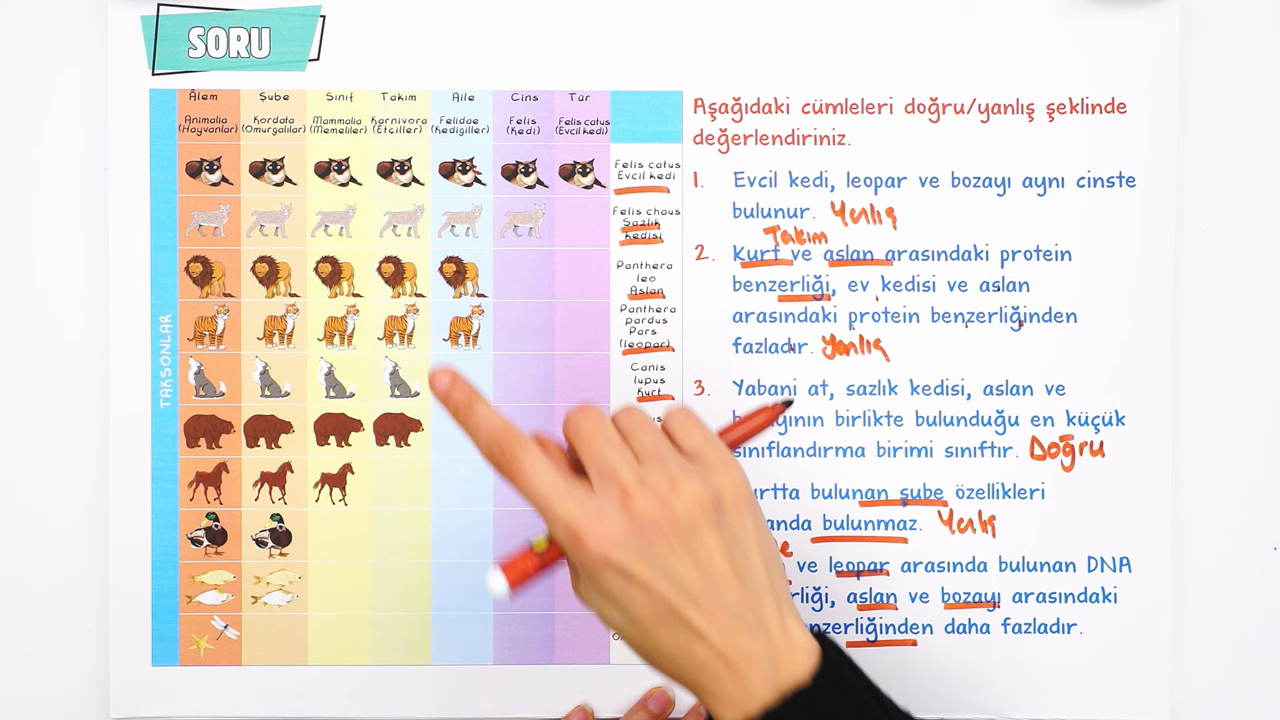 SORU
Âlem Şube Sınıf Takım Aile Cins Tür
Animalia Kordata Mammalia Karnivora Felidae Felis Felis catus
(Hayvanlar) (Omurgalılar) (Memeliler) (Etçiller) (Kedigiller) (Kedi) (Evcil kedi)
TAKSONLAR
Felis catus
Evcil kedi
Felis chaus
Sazlık
kedisi
Panthera
leo
Aslan
Panthera
pardus
Pars
(leopar)
Canis
lupus
Kurt
Aşağıdaki cümleleri doğru/yanlış şeklinde
değerlendiriniz.
1. Evcil kedi, leopar ve bozayı aynı cinste
bulunur. Yanlış
Takım
2. Kurt ve aslan arasındaki protein
benzerliği, ev kedisi ve aslan
arasındaki protein benzerliğinden
fazladır. Yanlış
3. Yabani at, sazlık kedisi, aslan ve
birlikte bulunduğu en küçük
sınıflandırma birimi sınıftır. Doğru
bulunan şube özellikleri
bulunmaz. Yanlış
ve leopar arasında bulunan DNA
aslan ve bozayı arasındaki
daha fazladır.